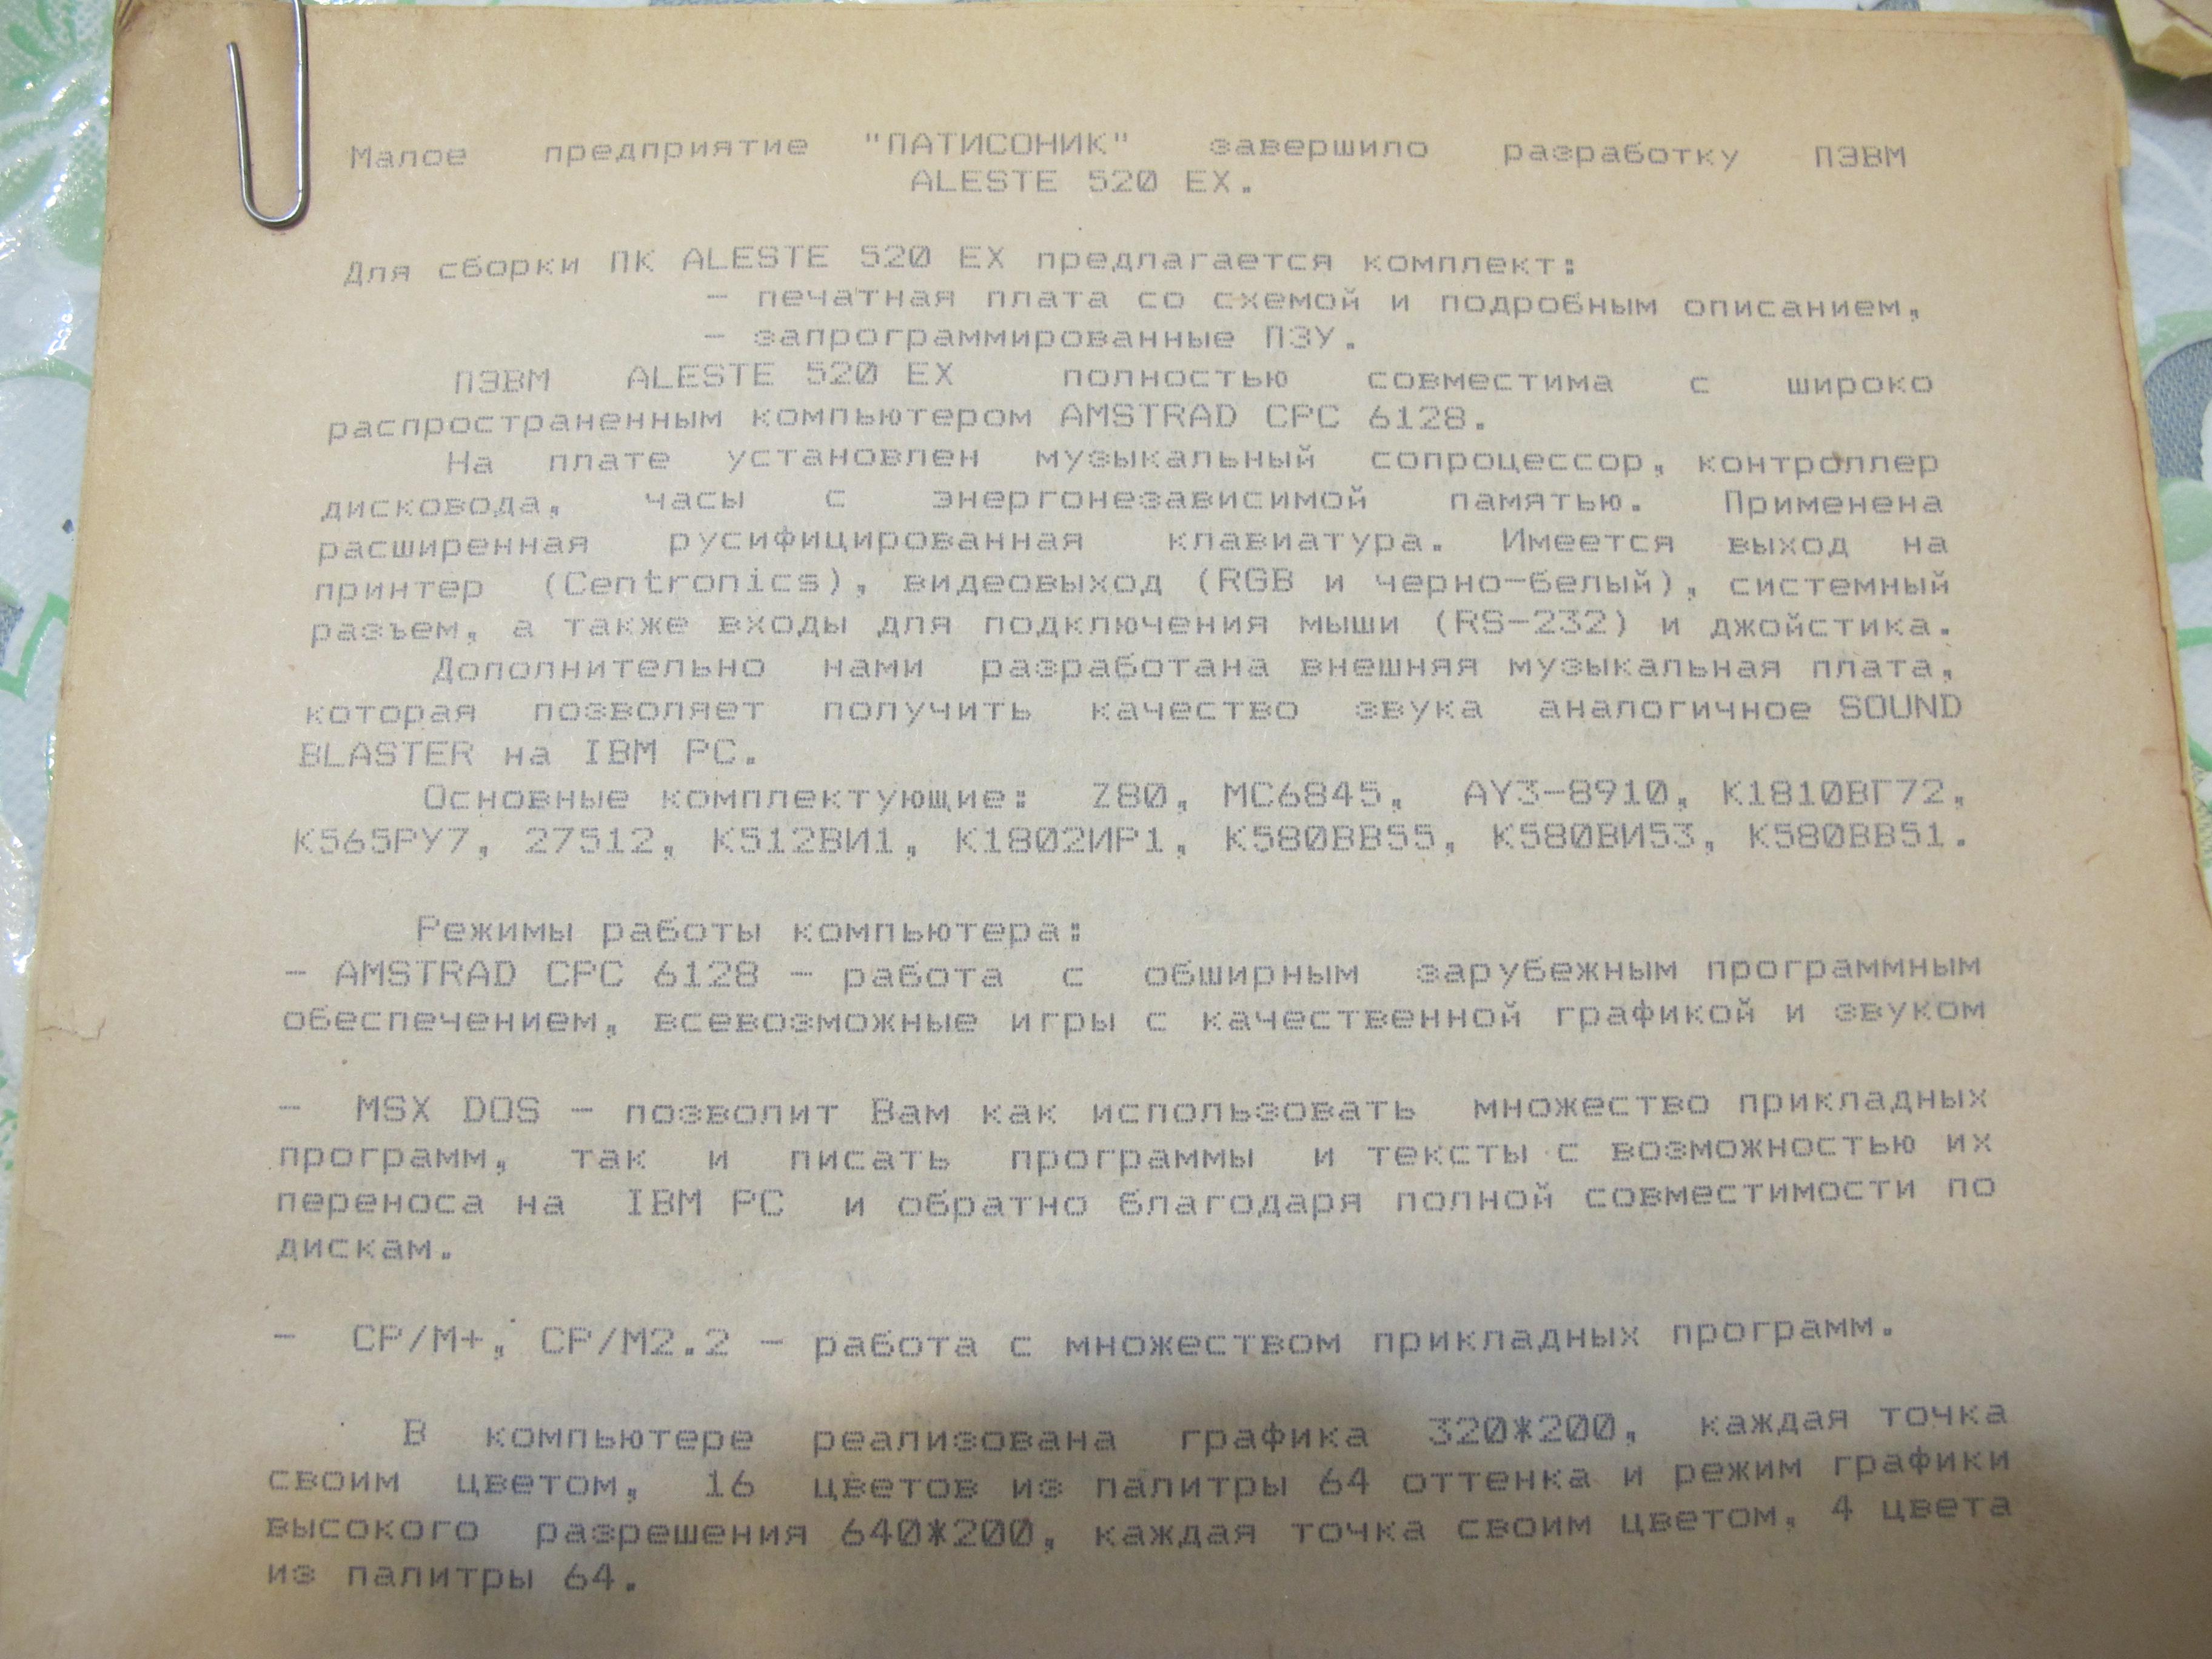 Малое предприятие "ПАТИСОНИК" завершило разработку ПЭВМ
ALESTE 520 EX.
Для сборки ПК ALESTE 520 EX предлагается комплект:
- печатная плата со схемой и подробным описанием,
- запрограммированные ПЗУ.
ПЭВМ ALESTE 520 EX полностью совместима с широко
распространенным компьютером AMSTRAD CPC 6128.
На плате установлен музыкальный сопроцессор, контроллер
дисковода, часы с энергонезависимой памятью. Применена
расширенная русифицированная клавиатура. Имеется выход на
принтер (Centronics), видеовыход (RGB и черно-белый), системный
разъем, а также входы для подключения мыши (RS-232) и джойстика.
Дополнительно нами разработана внешняя музыкальная плата,
которая позволяет получить качество звука аналогичное SOUND
BLASTER на IBM PC.
Основные комплектующие: Z80, MC6845, AY3-8910, К1810ВГ72,
К565РУ7, 27512, К512ВИ1, К1802ИР1, К580ВВ55, К580ВИ53, К580ВВ51.
Режимы работы компьютера:
- AMSTRAD CPC 6128 - работа с обширным зарубежным программным
обеспечением, всевозможные игры с качественной графикой и звуком
- MSX DOS - позволит Вам как использовать множество прикладных
программ, так и писать программы и тексты с возможностью их
переноса на IBM PC и обратно благодаря полной совместимости по
дискам.
- CP/M+, CP/M2.2 - работа с множеством прикладных программ.
В компьютере реализована графика 320*200, каждая точка
своим цветом, 16 цветов из палитры 64 оттенка и режим графики
высокого разрешения 640*200, каждая точка своим цветом, 4 цвета
из палитры 64.